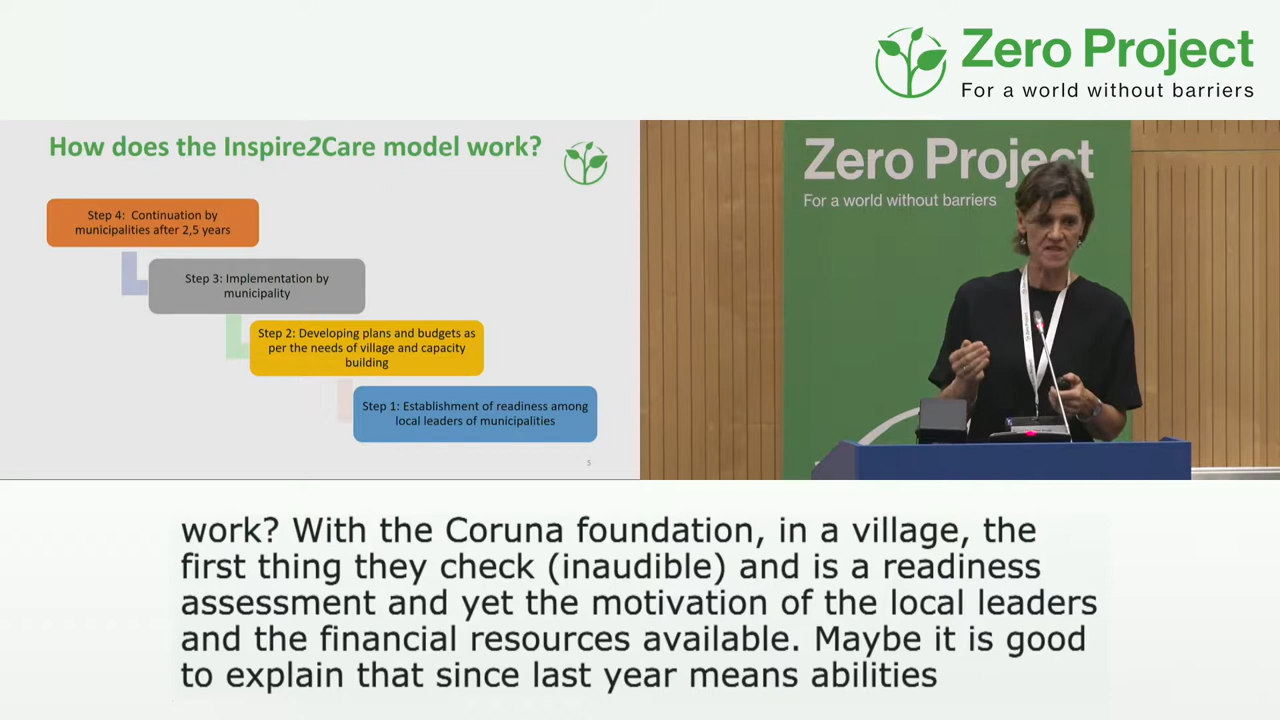 Zero Project
For a world without barriers
How does the Inspire2Care model work?
Step 4: Continuation by
municipalities after 2,5 years
Step 3: Implementation by
municipality
Step 2: Developing plans and budgets as
per the needs of village and capacity
building
Step 1: Establishment of readiness among
local leaders of municipalities
5
Zero Project
For a world without barriers
work? With the Coruna foundation, in a village, the
first thing they check (inaudible) and is a readiness
assessment and yet the motivation of the local leaders
and the financial resources available. Maybe it is good
to explain that since last year means abilities